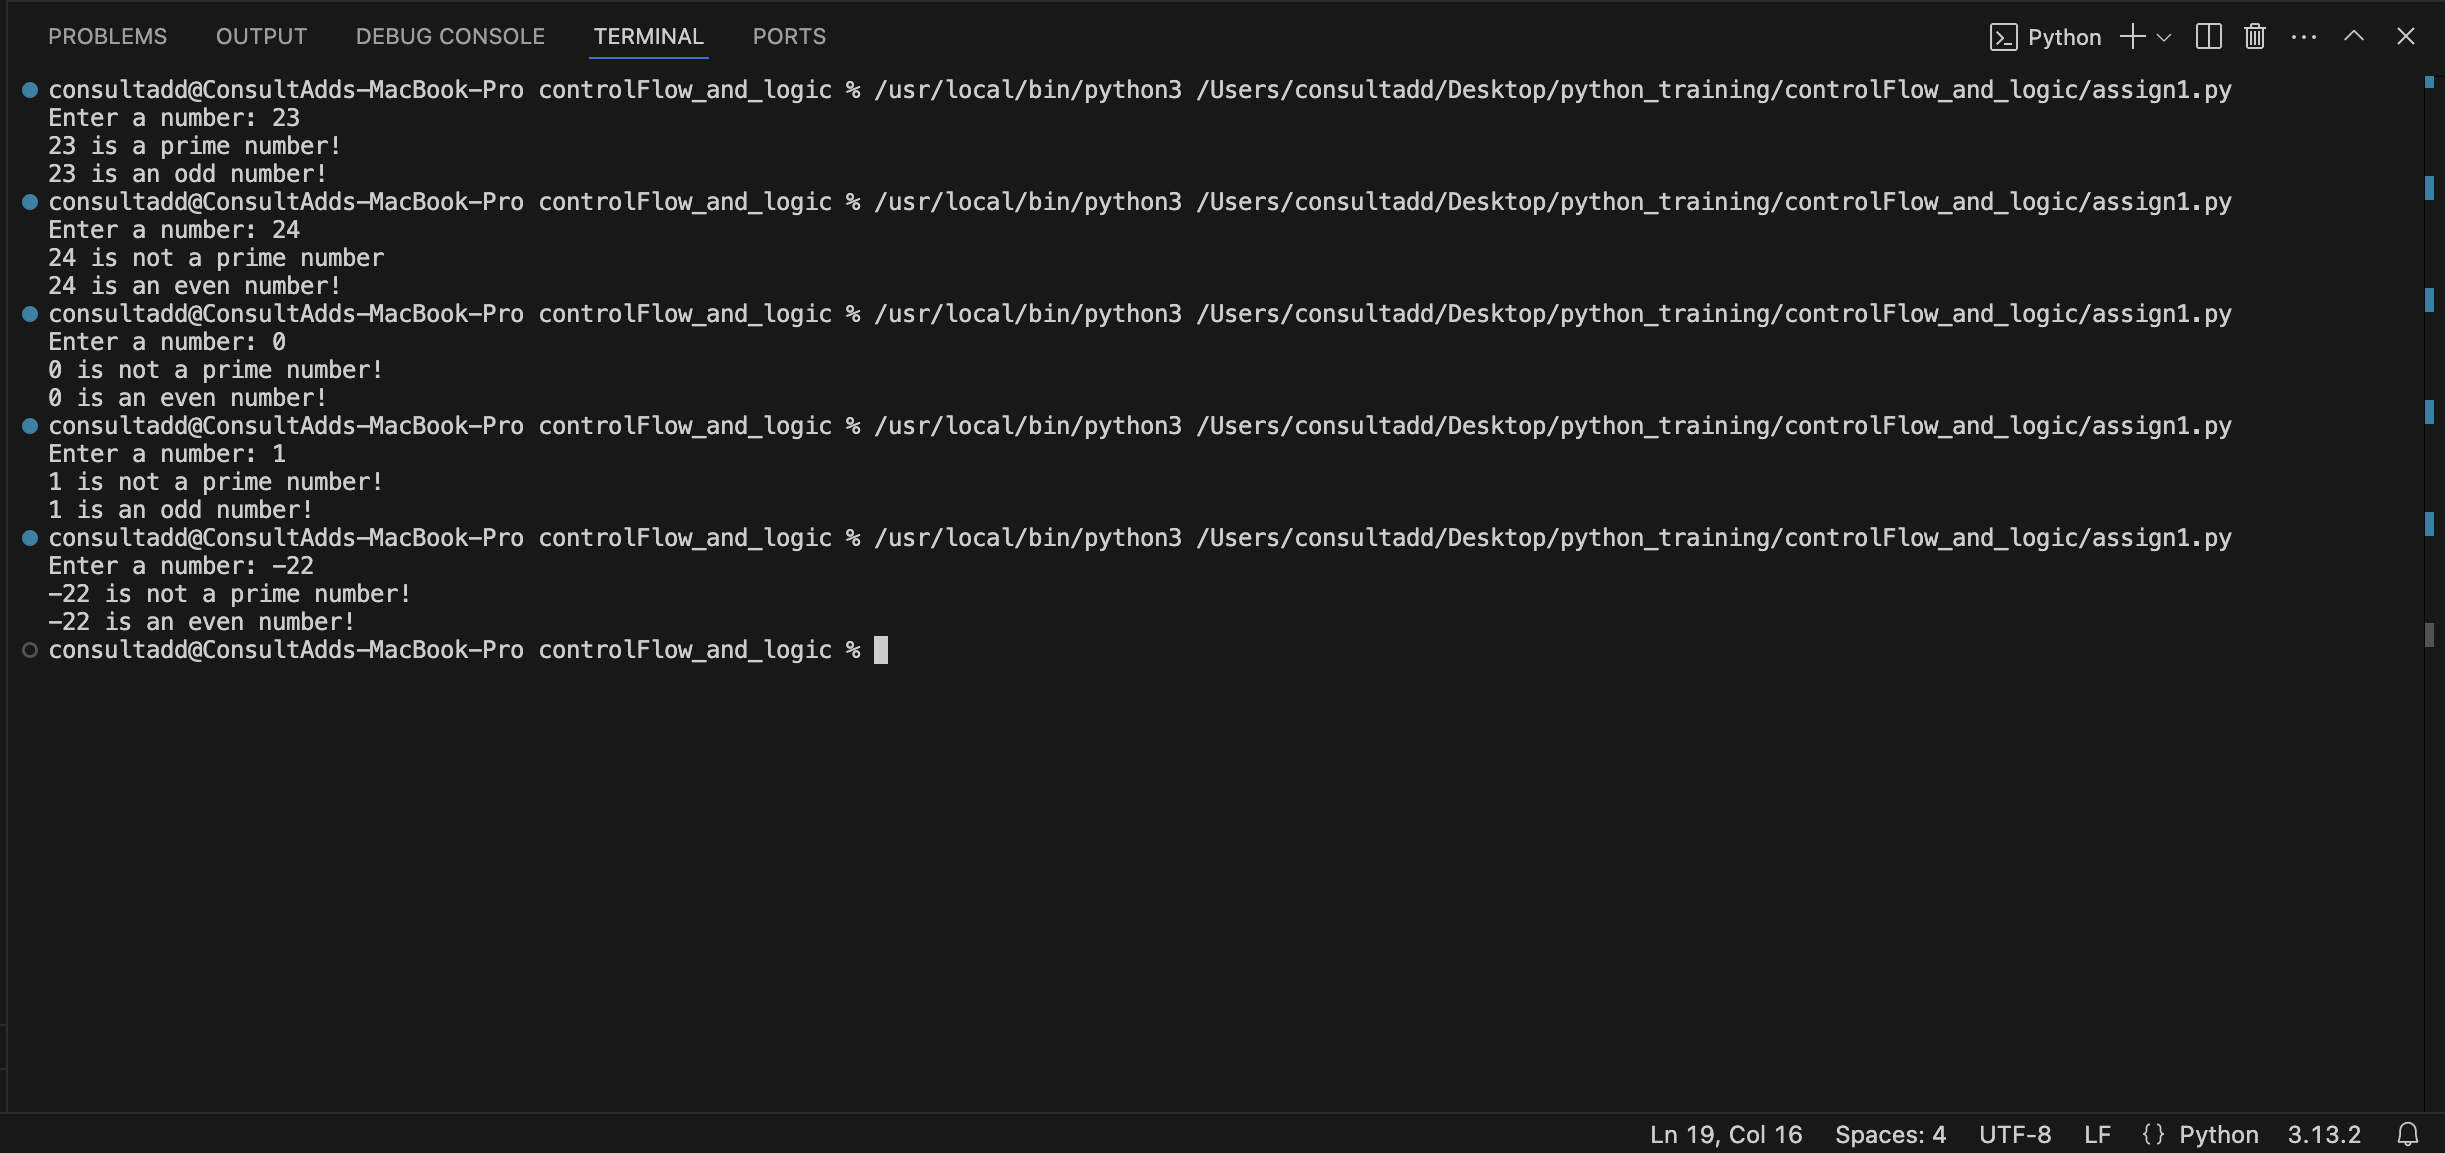 PROBLEMS OUTPUT DEBUG CONSOLE TERMINAL PORTS Python
consultadd@ConsultAdds-MacBook-Pro controlFlow_and_logic % /usr/local/bin/python3 /Users/consultadd/Desktop/python_training/controlFlow_and_logic/assign1.py
Enter a number: 23
23 is a prime number!
23 is an odd number!
consultadd@ConsultAdds-MacBook-Pro controlFlow_and_logic % /usr/local/bin/python3 /Users/consultadd/Desktop/python_training/controlFlow_and_logic/assign1.py
Enter a number: 24
24 is not a prime number
24 is an even number!
consultadd@ConsultAdds-MacBook-Pro controlFlow_and_logic % /usr/local/bin/python3 /Users/consultadd/Desktop/python_training/controlFlow_and_logic/assign1.py
Enter a number: 0
0 is not a prime number!
0 is an even number!
consultadd@ConsultAdds-MacBook-Pro controlFlow_and_logic % /usr/local/bin/python3 /Users/consultadd/Desktop/python_training/controlFlow_and_logic/assign1.py
Enter a number: 1
1 is not a prime number!
1 is an odd number!
consultadd@ConsultAdds-MacBook-Pro controlFlow_and_logic % /usr/local/bin/python3 /Users/consultadd/Desktop/python_training/controlFlow_and_logic/assign1.py
Enter a number: -22
-22 is not a prime number!
-22 is an even number!
consultadd@ConsultAdds-MacBook-Pro controlFlow_and_logic %
Ln 19, Col 16 Spaces: 4 UTF-8 LF {} Python 3.13.2